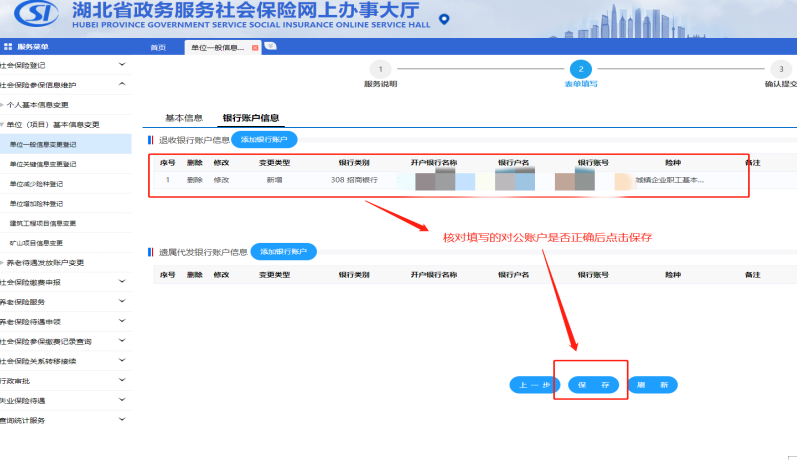 湖北省政务服务社会保险网上办事大厅
HUBEI PROVINCE GOVERNMENT SERVICE SOCIAL INSURANCE ONLINE SERVICE HALL
服务菜单
首页 单位一般信息...
社会保险登记
社会保险参保信息维护
个人基本信息变更
单位（项目）基本信息变更
单位一般信息变更登记
单位关键信息变更登记
单位减少险种登记
单位增加险种登记
建筑工程项目信息变更
矿山项目信息变更
养老待遇发放账户变更
社会保险缴费申报
养老保险服务
养老保险待遇申领
社会保险参保缴费记录查询
社会保险关系转移接续
行政审批
失业保险待遇
查询统计服务
1 2 3
服务说明 表单填写 确认提交
基本信息 银行账户信息
退收银行账户信息 添加银行账户
序号 删除 修改 变更类型 银行类别 开户银行名称 银行户名 银行账号 险种 备注
1 删除 修改 新增 308 招商银行 城镇企业职工基本...
核对填写的对公账户是否正确后点击保存
遗属代发银行账户信息 添加银行账户
序号 删除 修改 变更类型 银行类别 开户银行名称 银行户名 银行账号 险种 备注
上一步 保 存 刷 新